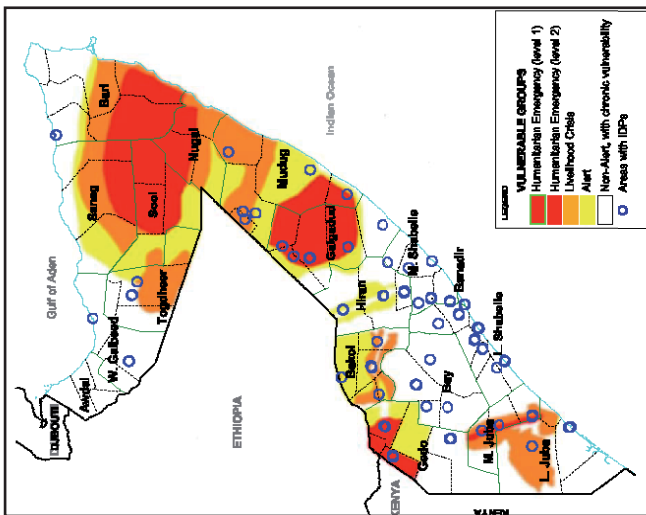 DJIBOUTI
Gulf of Aden
Awdal
W. Galbeed
Togdheer
Sanag
Bari
Sool
Nugal
ETHIOPIA
Mudug
Indian Ocean
Galgadud
Hiran
M. Shabelle
Bakol
Banadir
Bay
L. Shabelle
Gedo
M. Juba
L. Juba
KENYA
KENYA
LEGEND
VULNERABLE GROUPS
Humanitarian Emergency (level 1)
Humanitarian Emergency (level 2)
Livelihood Crisis
Alert
Non-Alert, with chronic vulnerability
Areas with IDPs